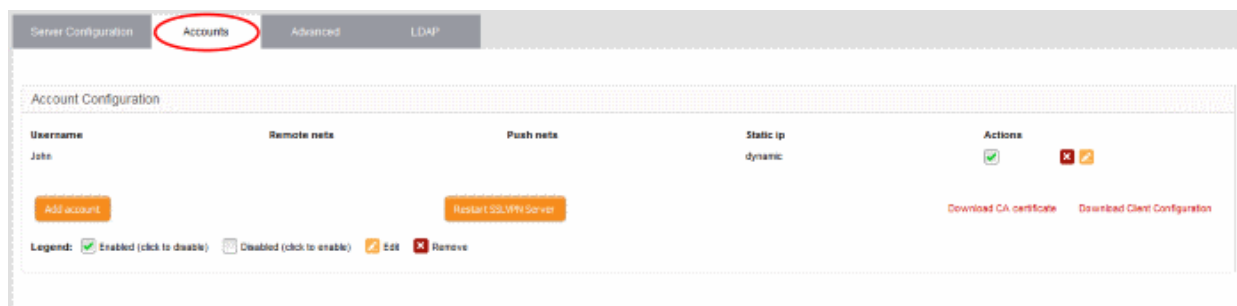 Server Configuration Accounts Advanced LDAP
Account Configuration
Username Remote nets Push nets Static ip Actions
John dynamic
Add account Restart SSLVPN Server Download CA certificate Download Client Configuration
Legend: Enabled (click to disable) Disabled (click to enable) Edit Remove